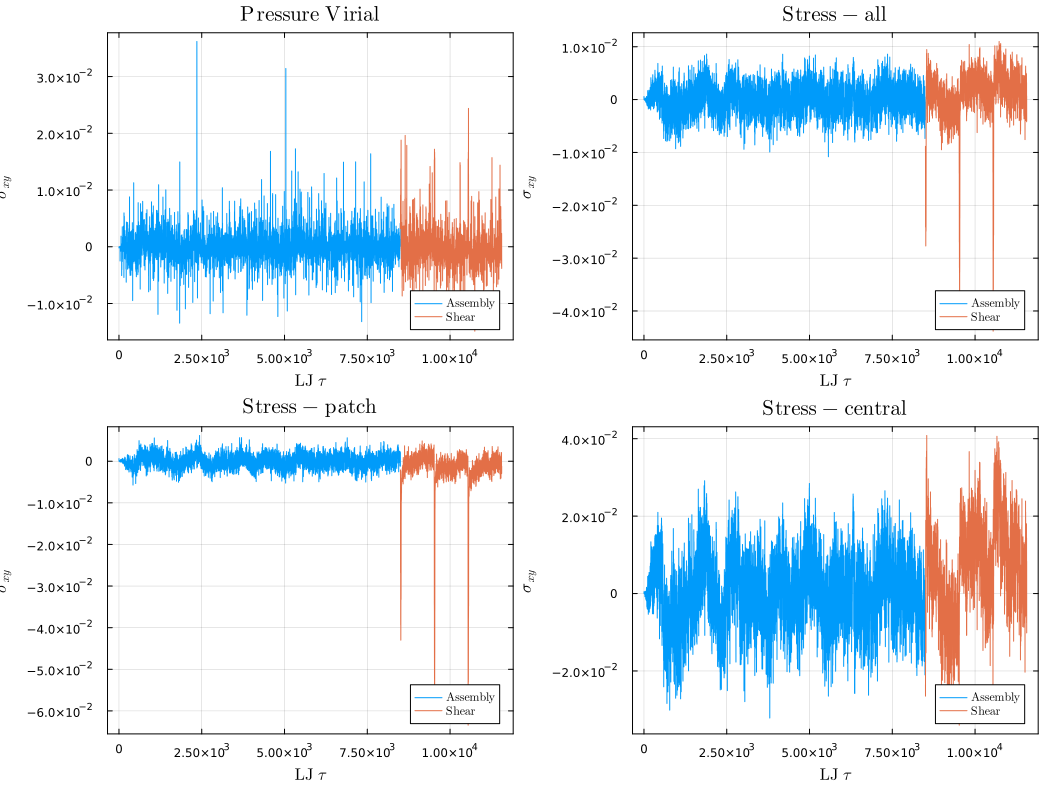 Pressure Virial
3.0×10⁻²
2.0×10⁻²
1.0×10⁻²
0
−1.0×10⁻²
σxy
0 2.50×10³ 5.00×10³ 7.50×10³ 1.00×10⁴
LJ τ
Assembly
Shear
Stress − all
1.0×10⁻²
0
−1.0×10⁻²
−2.0×10⁻²
−3.0×10⁻²
−4.0×10⁻²
σxy
0 2.50×10³ 5.00×10³ 7.50×10³ 1.00×10⁴
LJ τ
Assembly
Shear
Stress − patch
0
−1.0×10⁻²
−2.0×10⁻²
−3.0×10⁻²
−4.0×10⁻²
−5.0×10⁻²
−6.0×10⁻²
σxy
0 2.50×10³ 5.00×10³ 7.50×10³ 1.00×10⁴
LJ τ
Assembly
Shear
Stress − central
4.0×10⁻²
2.0×10⁻²
0
−2.0×10⁻²
σxy
0 2.50×10³ 5.00×10³ 7.50×10³ 1.00×10⁴
LJ τ
Assembly
Shear